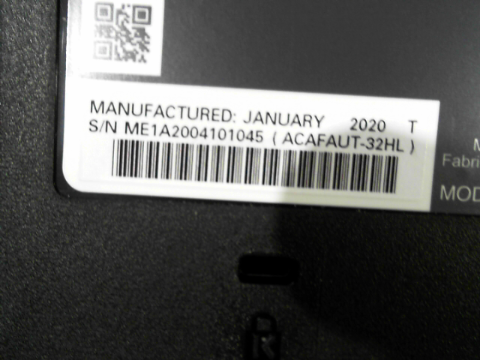 MANUFACTURED: JANUARY 2020 T
S/N ME1A2004101045 ( ACAFAUT-32HL )
M
Fabri
MOD